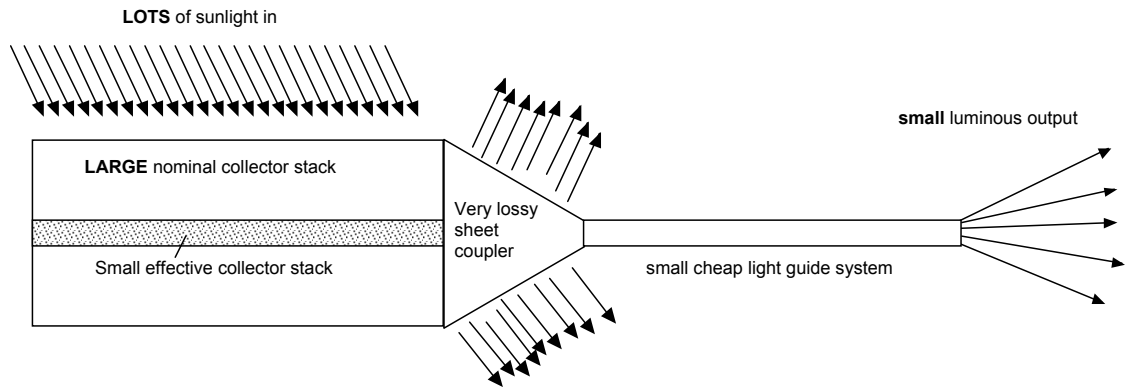 LOTS of sunlight in
small luminous output
LARGE nominal collector stack
Very lossy
sheet
coupler
Small effective collector stack
small cheap light guide system